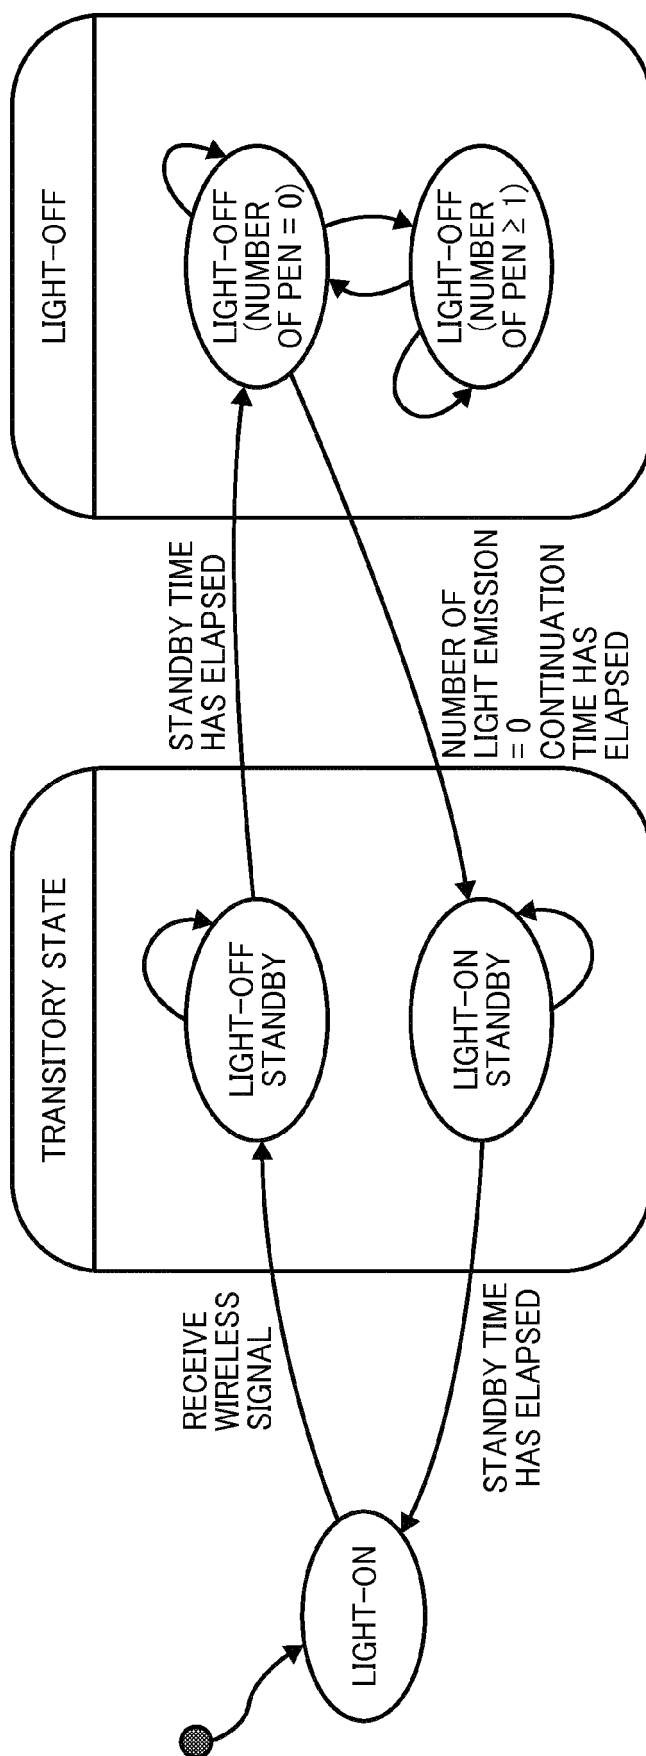 LIGHT-ON
RECEIVE
WIRELESS
SIGNAL
STANDBY TIME
HAS ELAPSED
TRANSITORY STATE
LIGHT-OFF
STANDBY
LIGHT-ON
STANDBY
STANDBY TIME
HAS ELAPSED
NUMBER OF
LIGHT EMISSION
= 0
CONTINUATION
TIME HAS
ELAPSED
LIGHT-OFF
LIGHT-OFF
(NUMBER
OF PEN = 0)
LIGHT-OFF
(NUMBER
OF PEN ≥ 1)